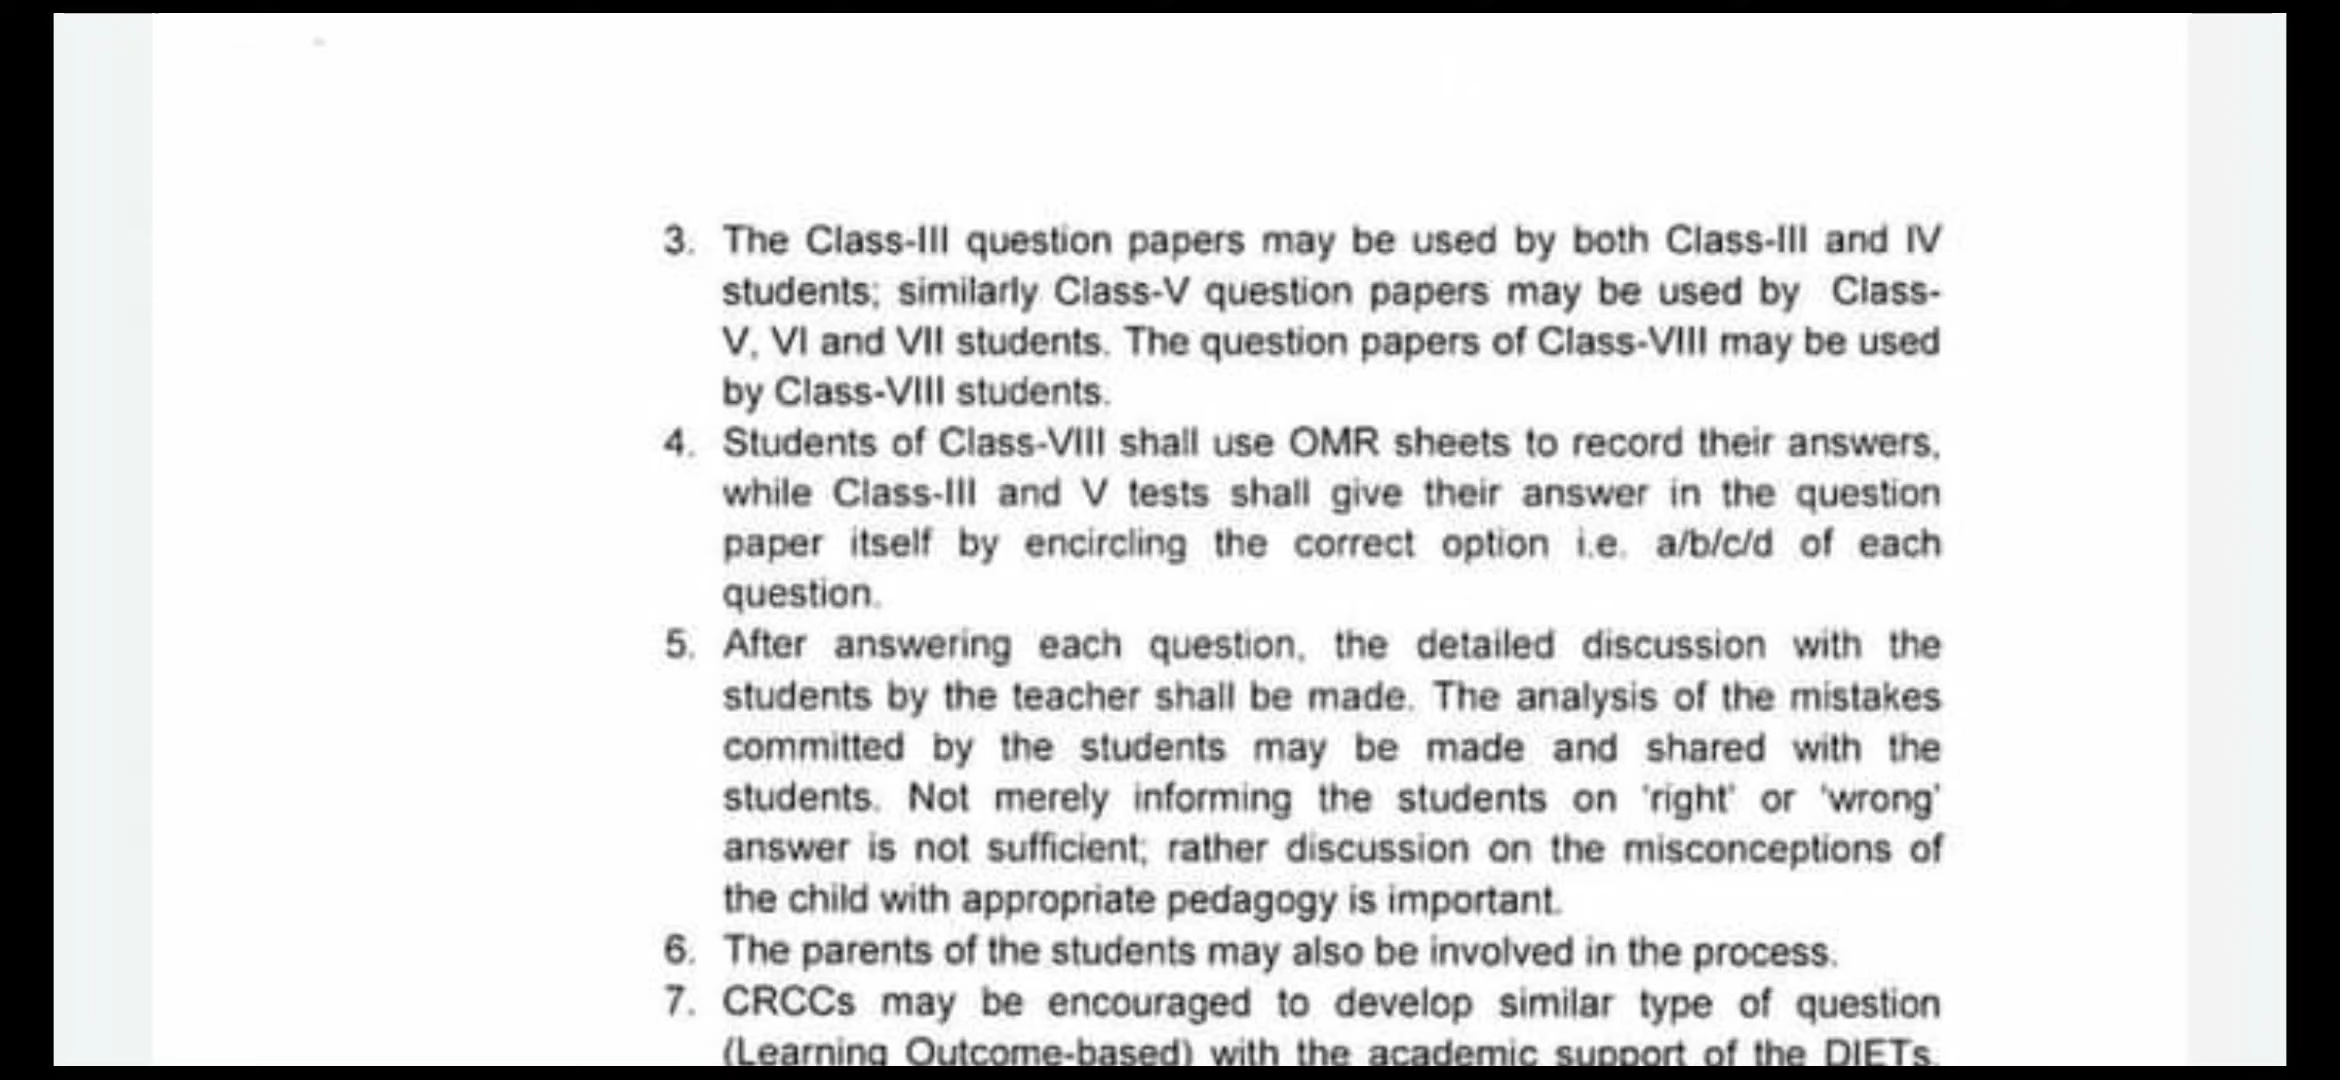 3. The Class-III question papers may be used by both Class-III and IV
students; similarly Class-V question papers may be used by Class-
V, VI and VII students. The question papers of Class-VIII may be used
by Class-VIII students.
4. Students of Class-VIII shall use OMR sheets to record their answers,
while Class-III and V tests shall give their answer in the question
paper itself by encircling the correct option i.e. a/b/c/d of each
question.
5. After answering each question, the detailed discussion with the
students by the teacher shall be made. The analysis of the mistakes
committed by the students may be made and shared with the
students. Not merely informing the students on 'right' or 'wrong'
answer is not sufficient; rather discussion on the misconceptions of
the child with appropriate pedagogy is important.
6. The parents of the students may also be involved in the process.
7. CRCCs may be encouraged to develop similar type of question
(Learning Outcome-based) with the academic support of the DIETs.